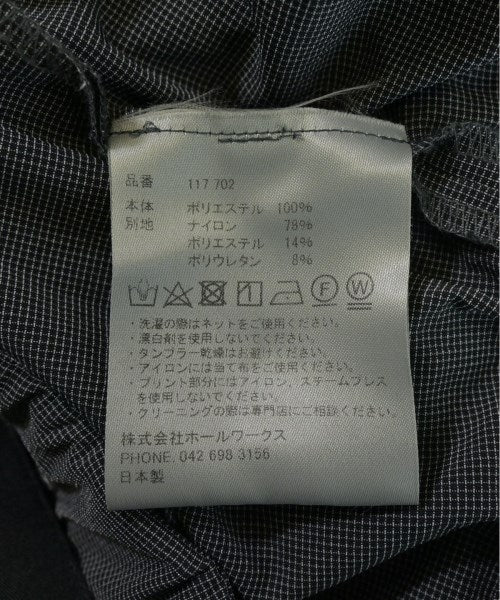 品番 117 702
本体 ポリエステル 100%
別地 ナイロン 78%
ポリエステル 14%
ポリウレタン 8%
F W
・洗濯の際はネットをご使用ください。
・漂白剤を使用しないでください。
・タンブラー乾燥はお避けください。
・アイロンには当て布をご使用ください。
・プリント部分にはアイロン、スチームプレス
を使用しないでください。
・クリーニングの際は専門店にご相談ください。
株式会社ホールワークス
PHONE. 042 698 3156
日本製